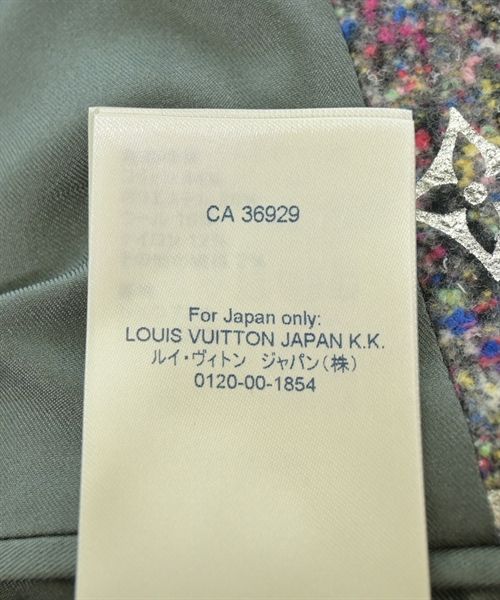 CA 36929
For Japan only:
LOUIS VUITTON JAPAN K.K.
ルイ・ヴィトン ジャパン(株)
0120-00-1854